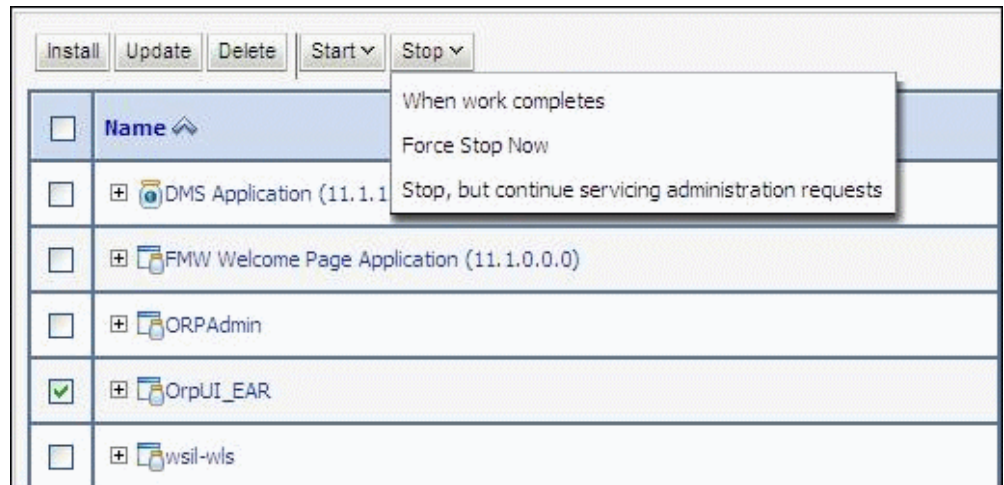 Install Update Delete Start Stop
When work completes
Name
Force Stop Now
DMS Application (11.1.1
Stop, but continue servicing administration requests
FMW Welcome Page Application (11.1.0.0.0)
ORPAdmin
OrpUI_EAR
wsil-wls